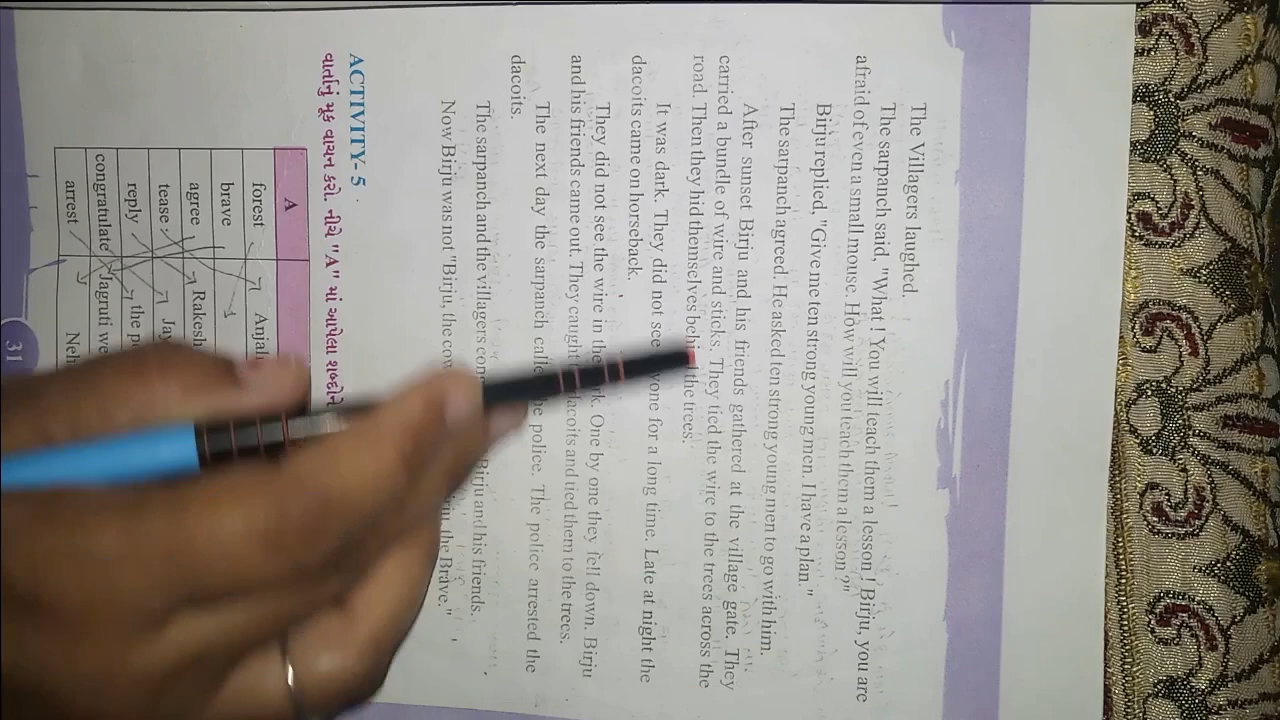 The Villagers laughed.
The sarpanch said, "What ! You will teach them a lesson ! Birju, you are
afraid of even a small mouse. How will you teach them a lesson ?"
Birju replied, "Give me ten strong young men. I have a plan."
The sarpanch agreed. He asked ten strong young men to go with him.
After sunset Birju and his friends gathered at the village gate. They
carried a bundle of wire and sticks. They tied the wire to the trees across the
road. Then they hid themselves behi the trees.
It was dark. They did not see yone for a long time. Late at night the
dacoits came on horseback.
They did not see the wire in the rk. One by one they fell down. Birju
and his friends came out. They caught dacoits and tied them to the trees.
The next day the sarpanch calle he police. The police arrested the
dacoits.
The sarpanch and the villagers con Birju and his friends.
Now Birju was not "Birju, the cow the Brave."
ACTIVITY- 5
વાર્તાનું મૂક વાચન કરો. નીચે "A" માં આપેલા શબ્દોને
A
forest Anjali
brave
agree Rakesh
tease Jay
reply the p
congratulate Jagruti we
arrest Neh
31